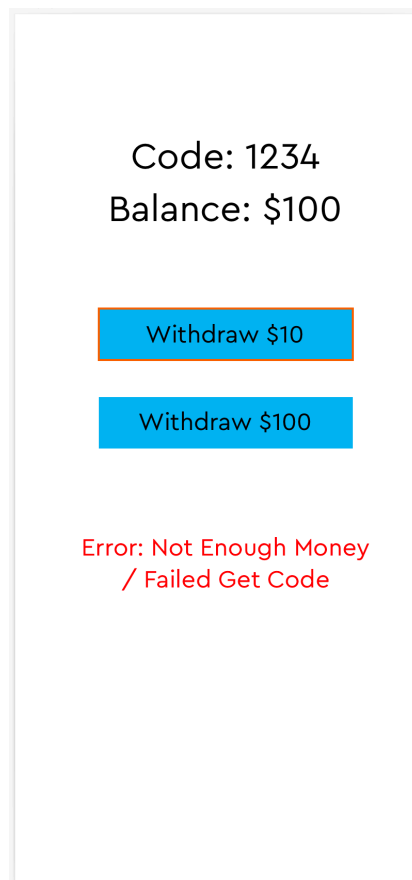 Code: 1234
Balance: $100
Withdraw $10
Withdraw $100
Error: Not Enough Money
/ Failed Get Code